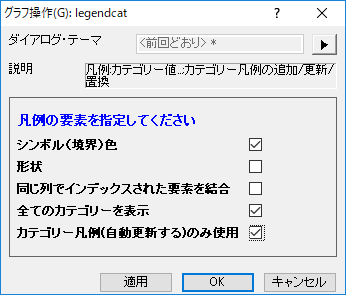 グラフ操作(G): legendcat
ダイアログ・テーマ
<前回どおり> *
説明
凡例:カテゴリー値...:カテゴリー凡例の追加/更新/
置換
凡例の要素を指定してください
シンボル(境界)色
形状
同じ列でインデックスされた要素を結合
全てのカテゴリーを表示
カテゴリー凡例(自動更新する)のみ使用
適用
OK
キャンセル